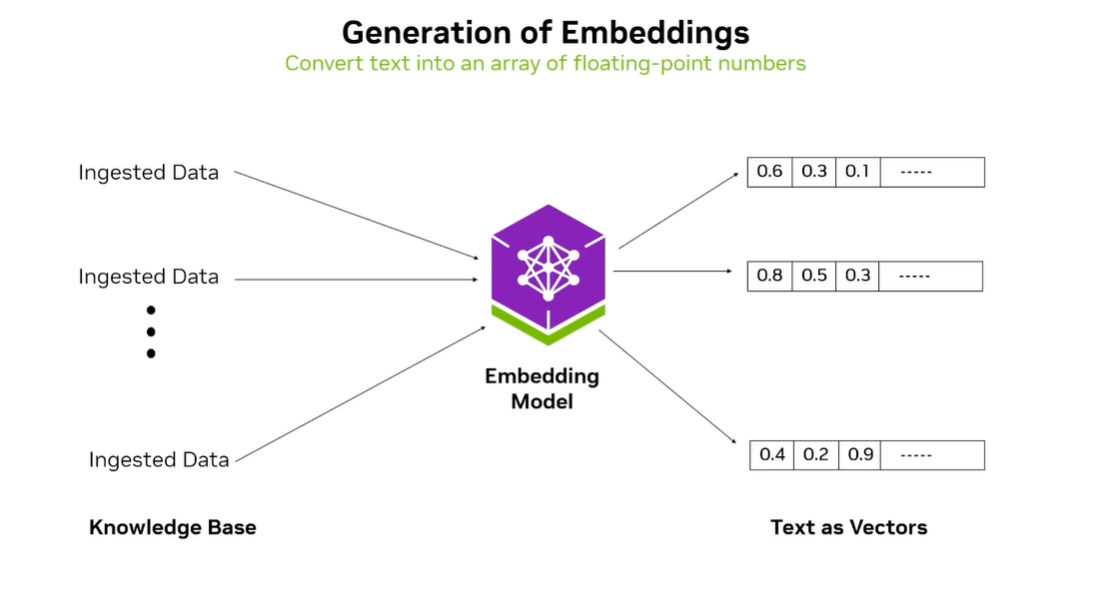 Generation of Embeddings
Convert text into an array of floating-point numbers
Ingested Data
0.6 0.3 0.1 -----
Ingested Data
0.8 0.5 0.3 -----
Embedding
Model
Ingested Data
0.4 0.2 0.9 -----
Knowledge Base
Text as Vectors